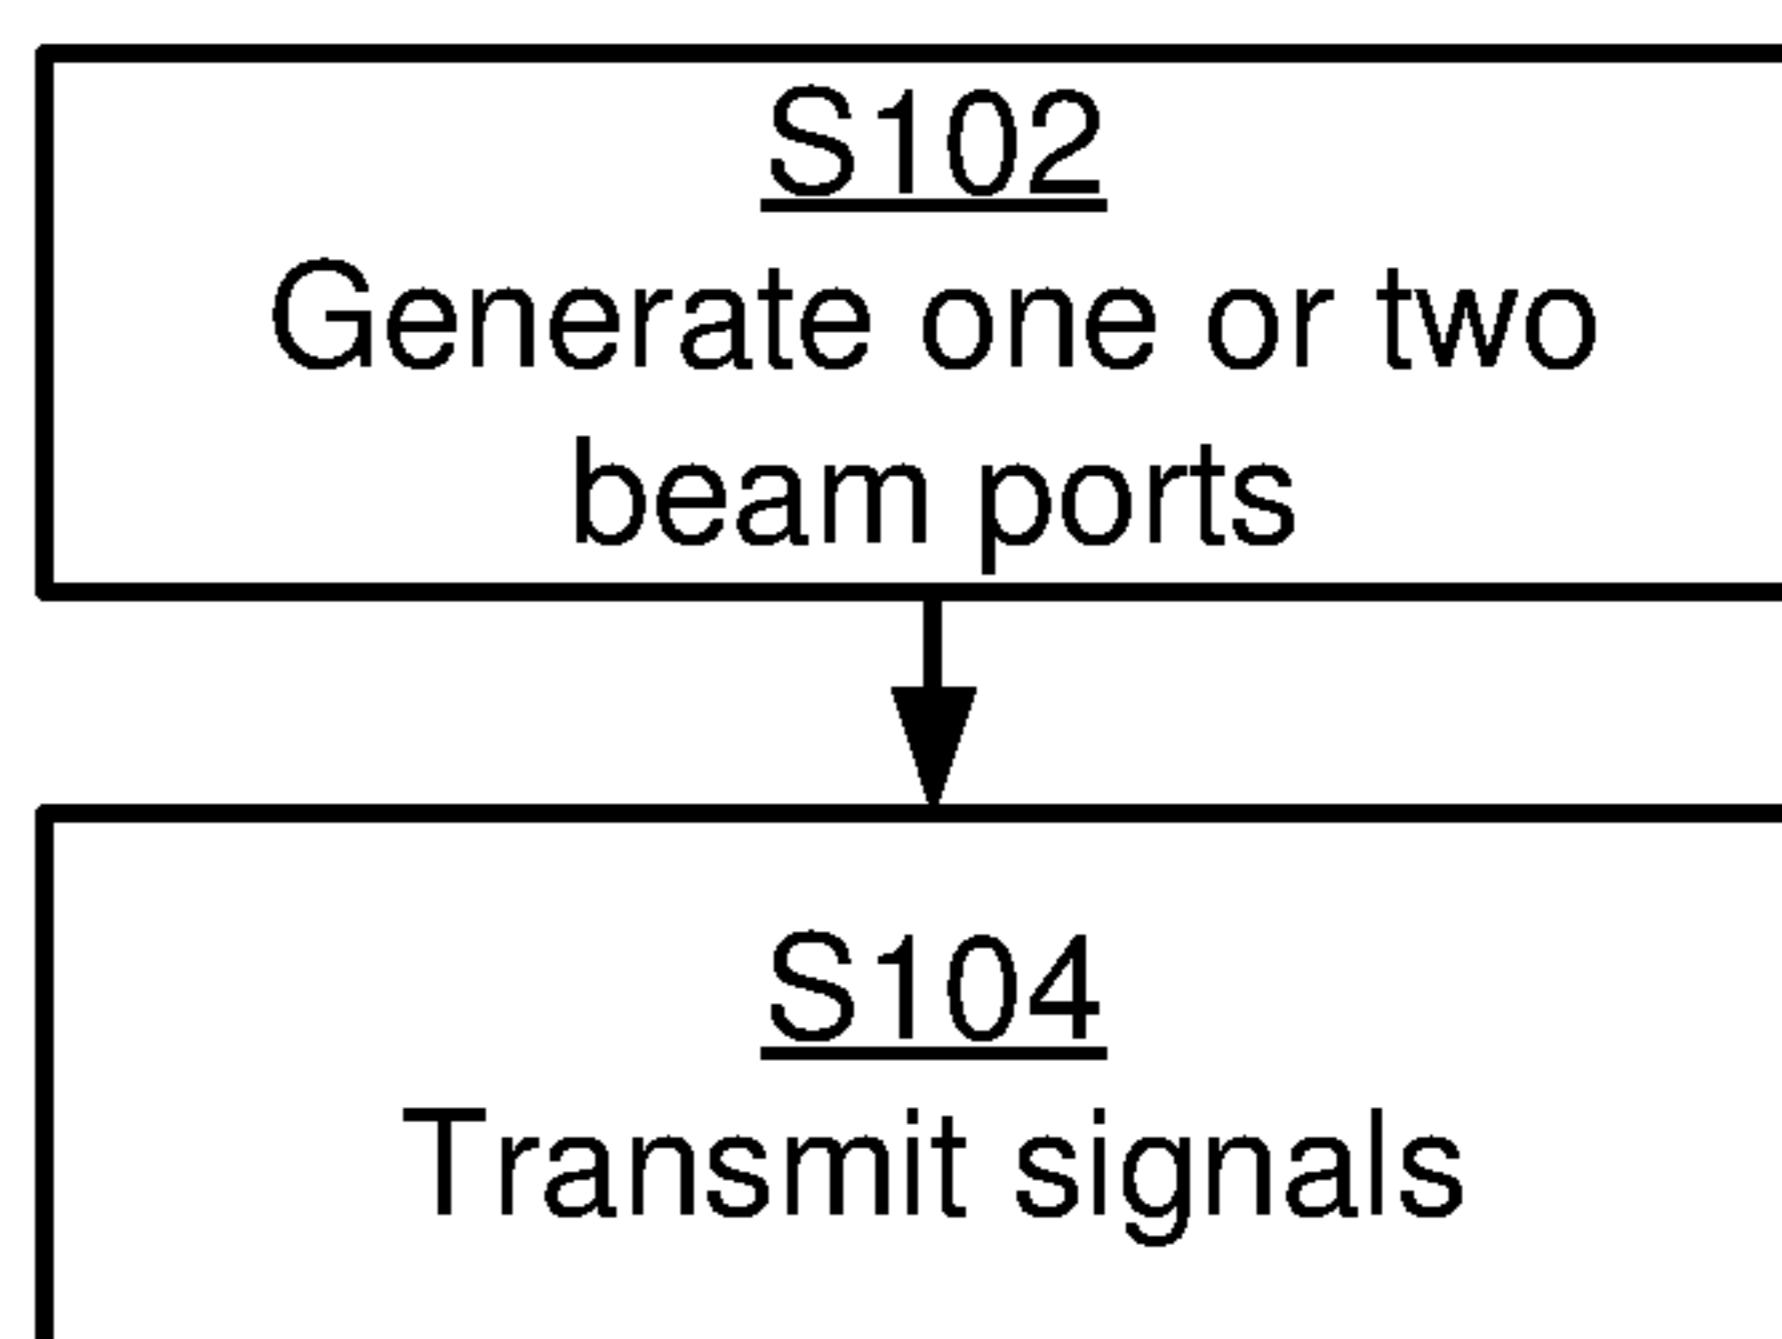 S102
Generate one or two
beam ports
S104
Transmit signals